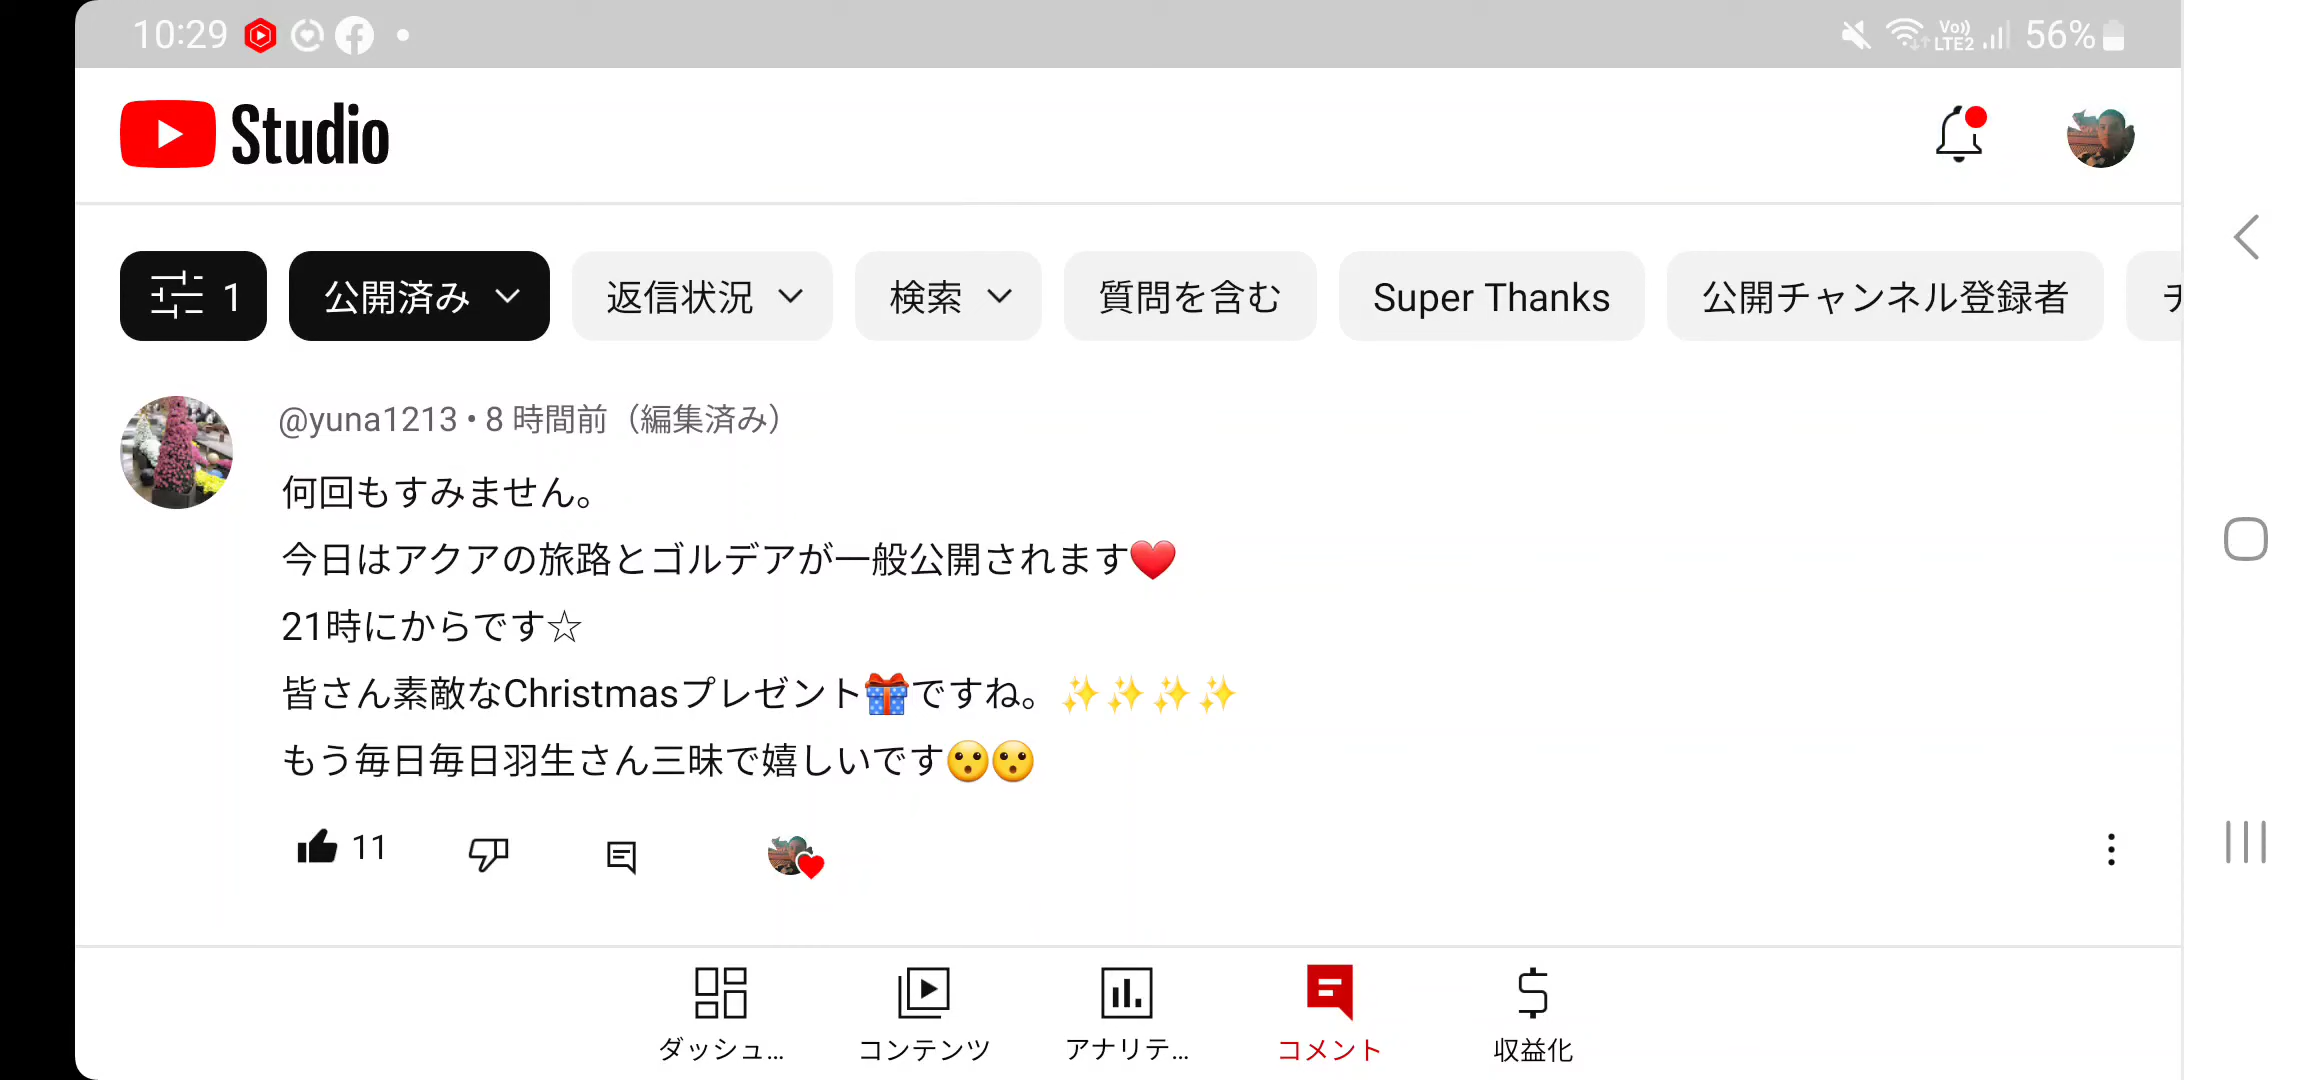 10:29
Vo)) LTE2 56%
Studio
1 公開済み 返信状況 検索 質問を含む Super Thanks 公開チャンネル登録者
@yuna1213 • 8 時間前（編集済み）
何回もすみません。
今日はアクアの旅路とゴルデアが一般公開されます❤️
21時にからです☆
皆さん素敵なChristmasプレゼント🎁ですね。✨✨✨✨
もう毎日毎日羽生さん三昧で嬉しいです😮😮
11
ダッシュ... コンテンツ アナリテ... コメント 収益化